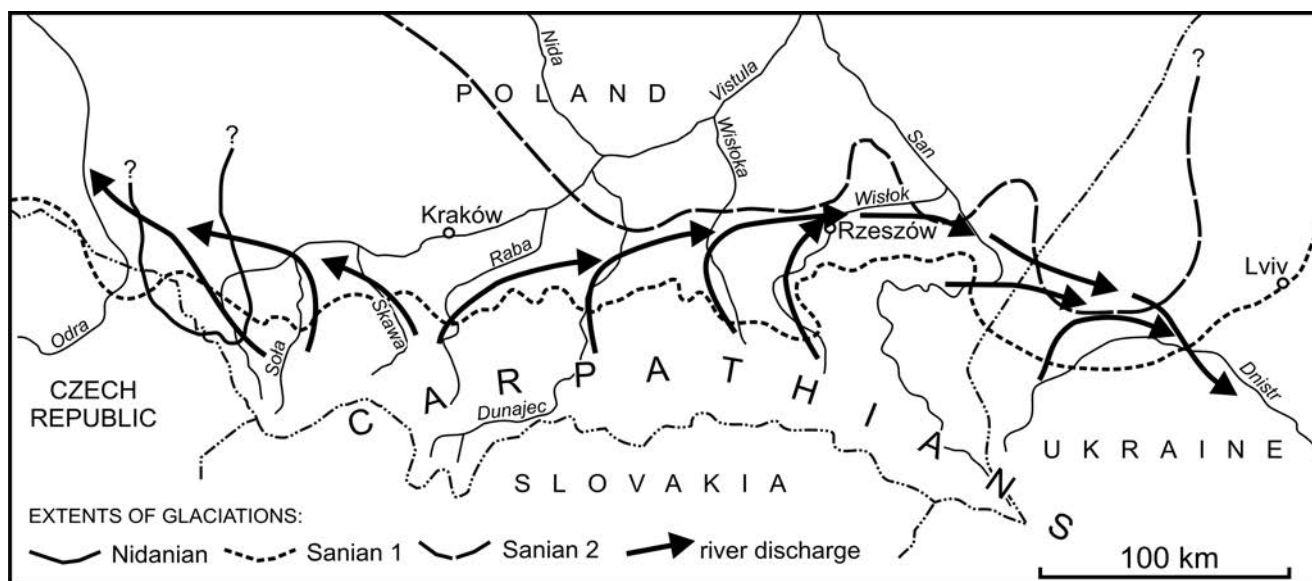 Nida
POLAND
Vistula
?
?
?
San
Wisłoka
Wisłok
Kraków
Rzeszów
Raba
Lviv
Skawa
Soła
Odra
CZECH
REPUBLIC
CARPATHIANS
Dunajec
Dnistr
UKRAINE
SLOVAKIA
EXTENTS OF GLACIATIONS:
Nidanian
Sanian 1
Sanian 2
river discharge
100 km